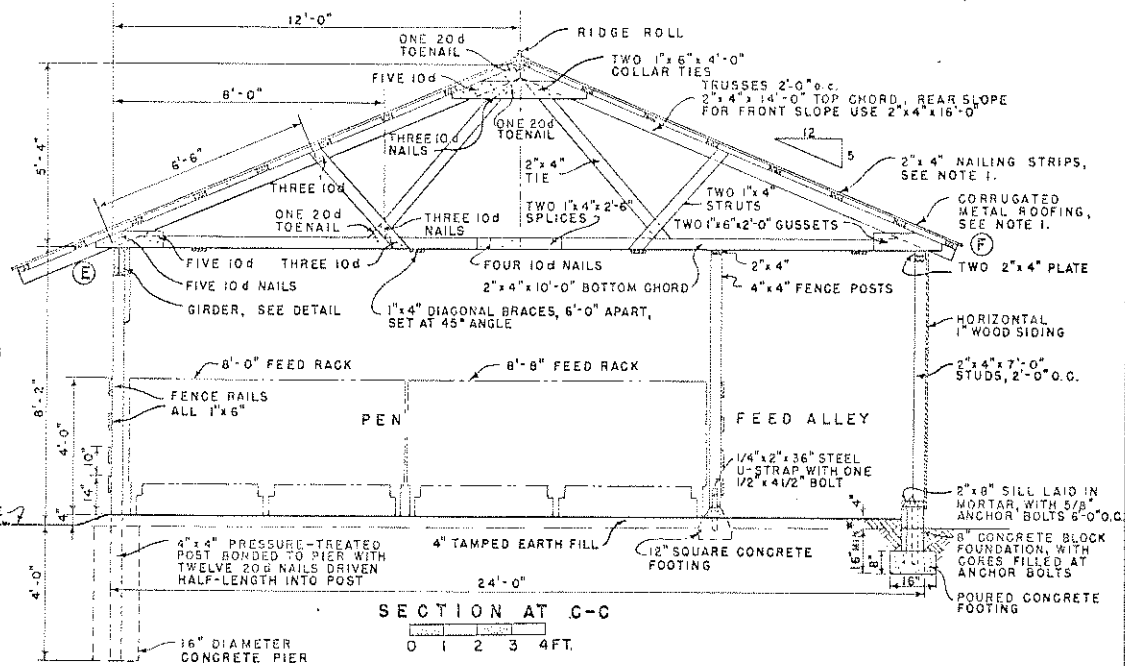 12'-0"
RIDGE ROLL
ONE 20d
TOENAIL
TWO 1"x 6"x 4'-0"
COLLAR TIES
FIVE 10d
TRUSSES 2'-0" o.c.
2"x 4"x 14'-0" TOP CHORD, REAR SLOPE
FOR FRONT SLOPE USE 2"x4"x16'-0"
8'-0"
ONE 20d
TOENAIL
THREE 10d
NAILS
12
5
5'-4"
6'-6"
2"x 4"
TIE
2"x 4" NAILING STRIPS,
SEE NOTE 1.
THREE 10d
TWO 1"x 4"
STRUTS
TWO 1"x4"x2'-6"
SPLICES
CORRUGATED
METAL ROOFING,
SEE NOTE 1.
ONE 20d
TOENAIL
THREE 10d
NAILS
TWO 1"x6"x2'-0" GUSSETS
E
F
FIVE 10d
THREE 10d
FOUR 10d NAILS
2"x 4"
TWO 2"x 4" PLATE
FIVE 10d NAILS
2"x 4"x10'-0" BOTTOM CHORD
4"x4" FENCE POSTS
GIRDER, SEE DETAIL
1"x 4" DIAGONAL BRACES, 6'-0" APART,
SET AT 45° ANGLE
HORIZONTAL
1" WOOD SIDING
8'-0" FEED RACK
8'-8" FEED RACK
2"x 4"x 7'-0"
STUDS, 2'-0" O.C.
8'-2"
FENCE RAILS
ALL 1"x 6"
4'-0"
PEN
FEED ALLEY
10"
14"
1/4"x 2"x 36" STEEL
U-STRAP, WITH ONE
1/2"x 4 1/2" BOLT
4"
2"x 8" SILL LAID IN
MORTAR, WITH 5/8"
ANCHOR BOLTS 6'-0" O.C.
4"
4"x 4" PRESSURE-TREATED
POST BONDED TO PIER WITH
TWELVE 20d NAILS DRIVEN
HALF-LENGTH INTO POST
4" TAMPED EARTH FILL
12" SQUARE CONCRETE
FOOTING
16" MIN.
8"
8" CONCRETE BLOCK
FOUNDATION, WITH
CORES FILLED AT
ANCHOR BOLTS
4'-0"
24'-0"
16"
POURED CONCRETE
FOOTING
SECTION AT C-C
0 1 2 3 4 FT.
16" DIAMETER
CONCRETE PIER